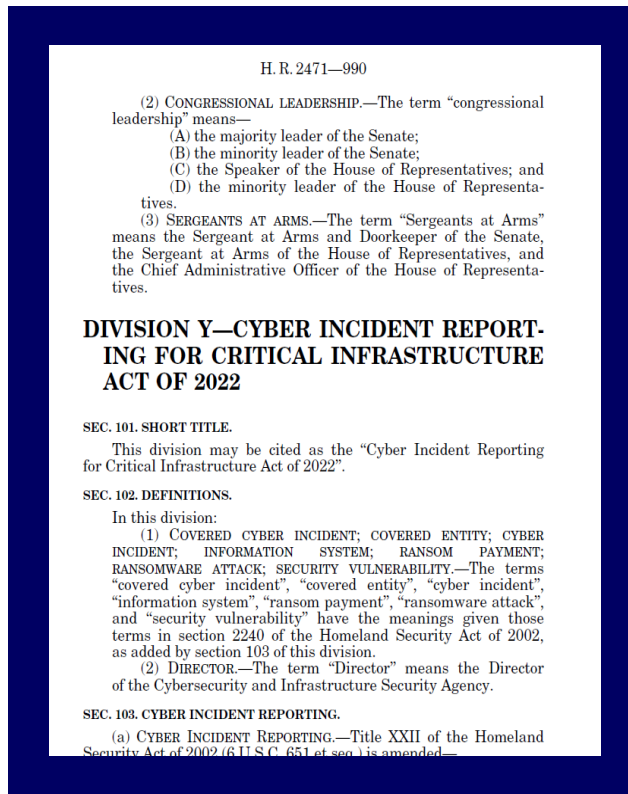 H. R. 2471—990
(2) CONGRESSIONAL LEADERSHIP.—The term “congressional
leadership” means—
(A) the majority leader of the Senate;
(B) the minority leader of the Senate;
(C) the Speaker of the House of Representatives; and
(D) the minority leader of the House of Representa-
tives.
(3) SERGEANTS AT ARMS.—The term “Sergeants at Arms”
means the Sergeant at Arms and Doorkeeper of the Senate,
the Sergeant at Arms of the House of Representatives, and
the Chief Administrative Officer of the House of Representa-
tives.
DIVISION Y—CYBER INCIDENT REPORT-
ING FOR CRITICAL INFRASTRUCTURE
ACT OF 2022
SEC. 101. SHORT TITLE.
This division may be cited as the “Cyber Incident Reporting
for Critical Infrastructure Act of 2022”.
SEC. 102. DEFINITIONS.
In this division:
(1) COVERED CYBER INCIDENT; COVERED ENTITY; CYBER
INCIDENT; INFORMATION SYSTEM; RANSOM PAYMENT;
RANSOMWARE ATTACK; SECURITY VULNERABILITY.—The terms
“covered cyber incident”, “covered entity”, “cyber incident”,
“information system”, “ransom payment”, “ransomware attack”,
and “security vulnerability” have the meanings given those
terms in section 2240 of the Homeland Security Act of 2002,
as added by section 103 of this division.
(2) DIRECTOR.—The term “Director” means the Director
of the Cybersecurity and Infrastructure Security Agency.
SEC. 103. CYBER INCIDENT REPORTING.
(a) CYBER INCIDENT REPORTING.—Title XXII of the Homeland
Security Act of 2002 (6 U.S.C. 651 et seq.) is amended—